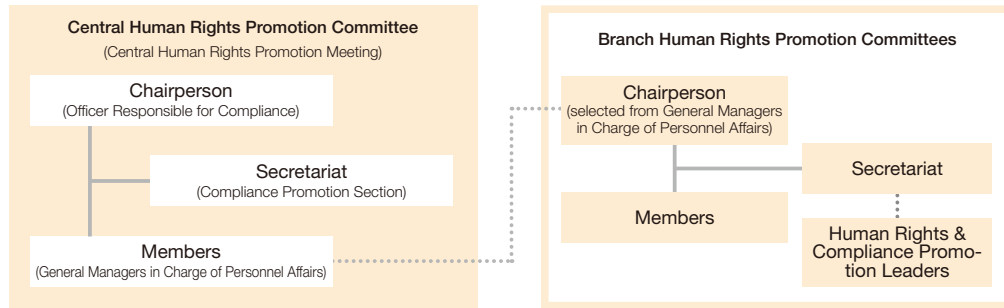 Central Human Rights Promotion Committee
(Central Human Rights Promotion Meeting)
Chairperson
(Officer Responsible for Compliance)
Secretariat
(Compliance Promotion Section)
Members
(General Managers in Charge of Personnel Affairs)
Branch Human Rights Promotion Committees
Chairperson
(selected from General Managers
in Charge of Personnel Affairs)
Secretariat
Members
Human Rights &
Compliance Promo-
tion Leaders